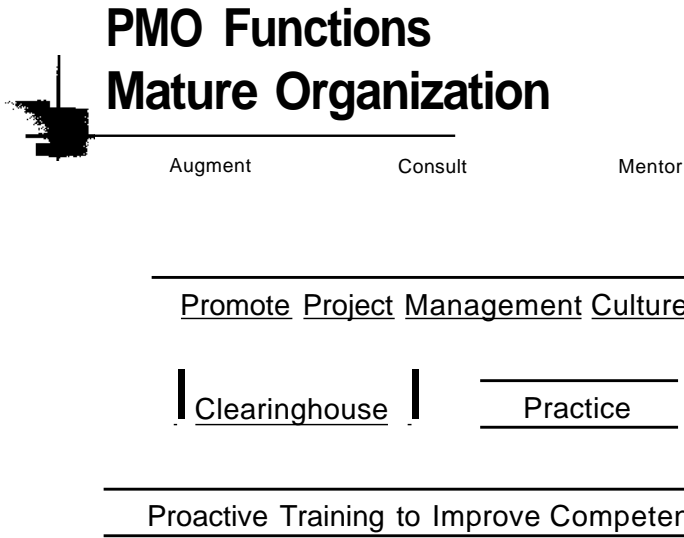 PMO Functions
Mature Organization
Augment Consult Mentor
Promote Project Management Culture
Clearinghouse Practice
Proactive Training to Improve Competen